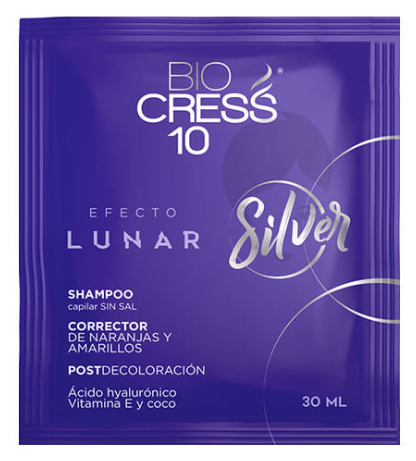 BIO
CRESS®
10
EFECTO
LUNAR
Silver
SHAMPOO
capilar SIN SAL
CORRECTOR
DE NARANJAS Y
AMARILLOS
POSTDECOLORACIÓN
Ácido hyalurónico
Vitamina E y coco
30 ML